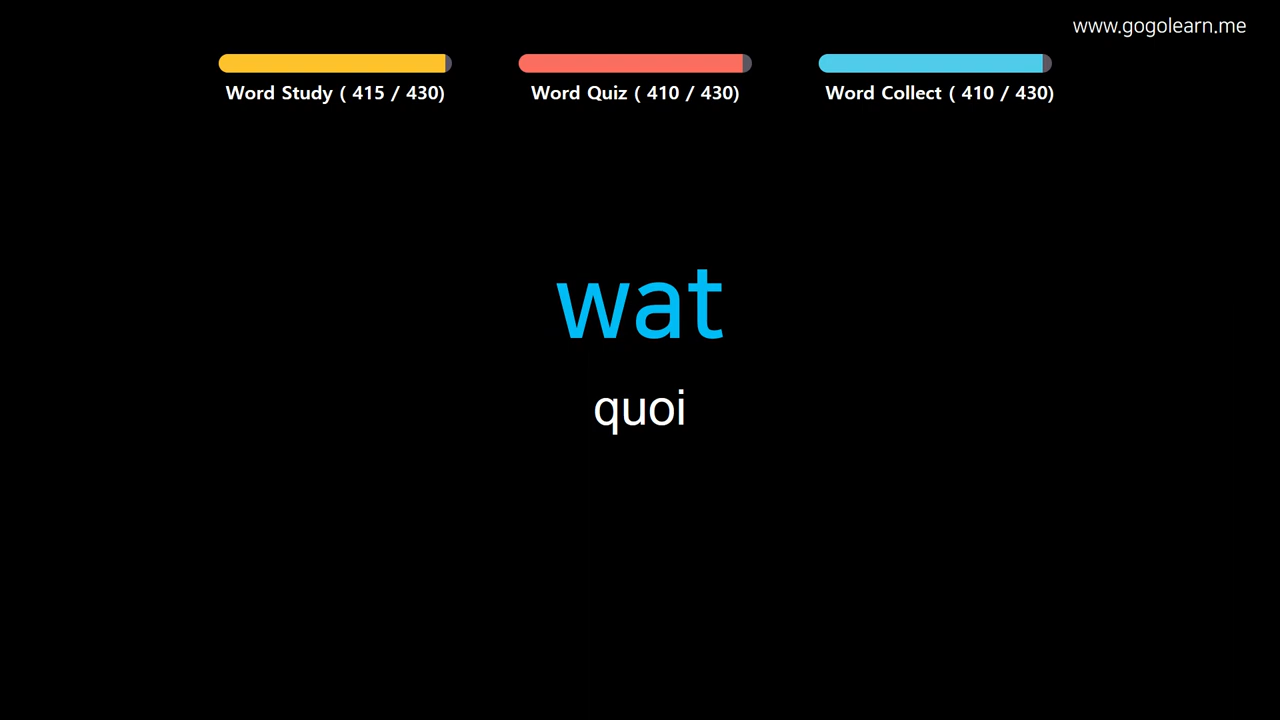 www.gogolearn.me
Word Study ( 415 / 430)
Word Quiz ( 410 / 430)
Word Collect ( 410 / 430)
wat
quoi